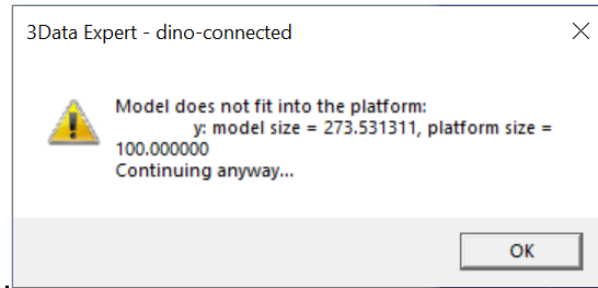 3Data Expert - dino-connected
Model does not fit into the platform:
y: model size = 273.531311, platform size =
100.000000
Continuing anyway...
OK
.